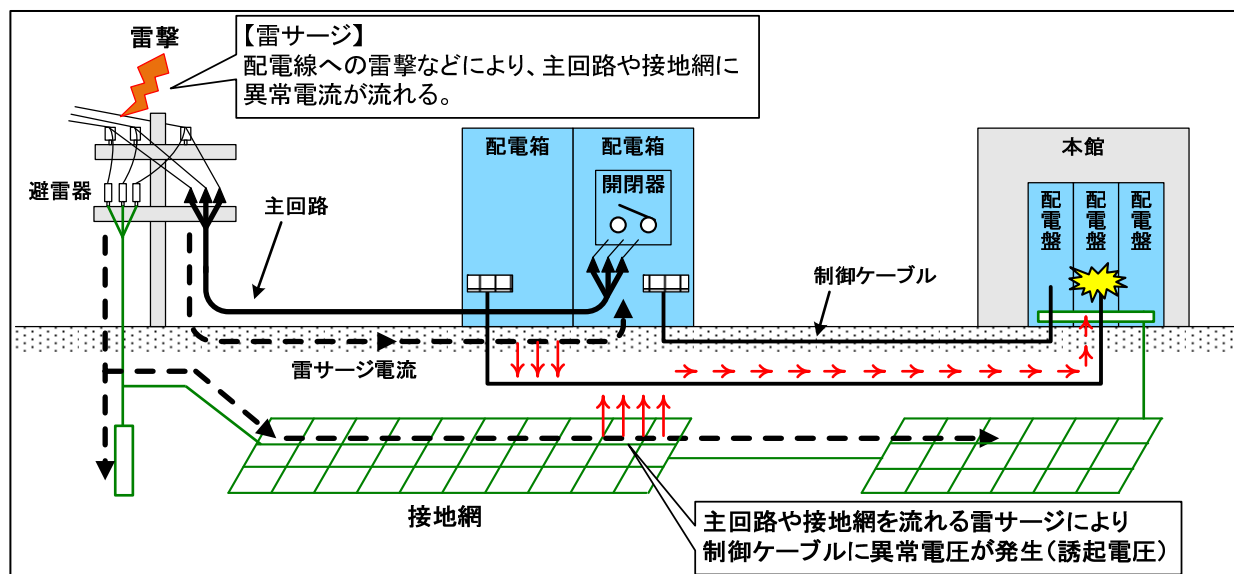 雷撃
【雷サージ】
配電線への雷撃などにより、主回路や接地網に
異常電流が流れる。
避雷器
主回路
配電箱
配電箱
開閉器
制御ケーブル
本館
配電盤
配電盤
配電盤
雷サージ電流
接地網
主回路や接地網を流れる雷サージにより
制御ケーブルに異常電圧が発生(誘起電圧)